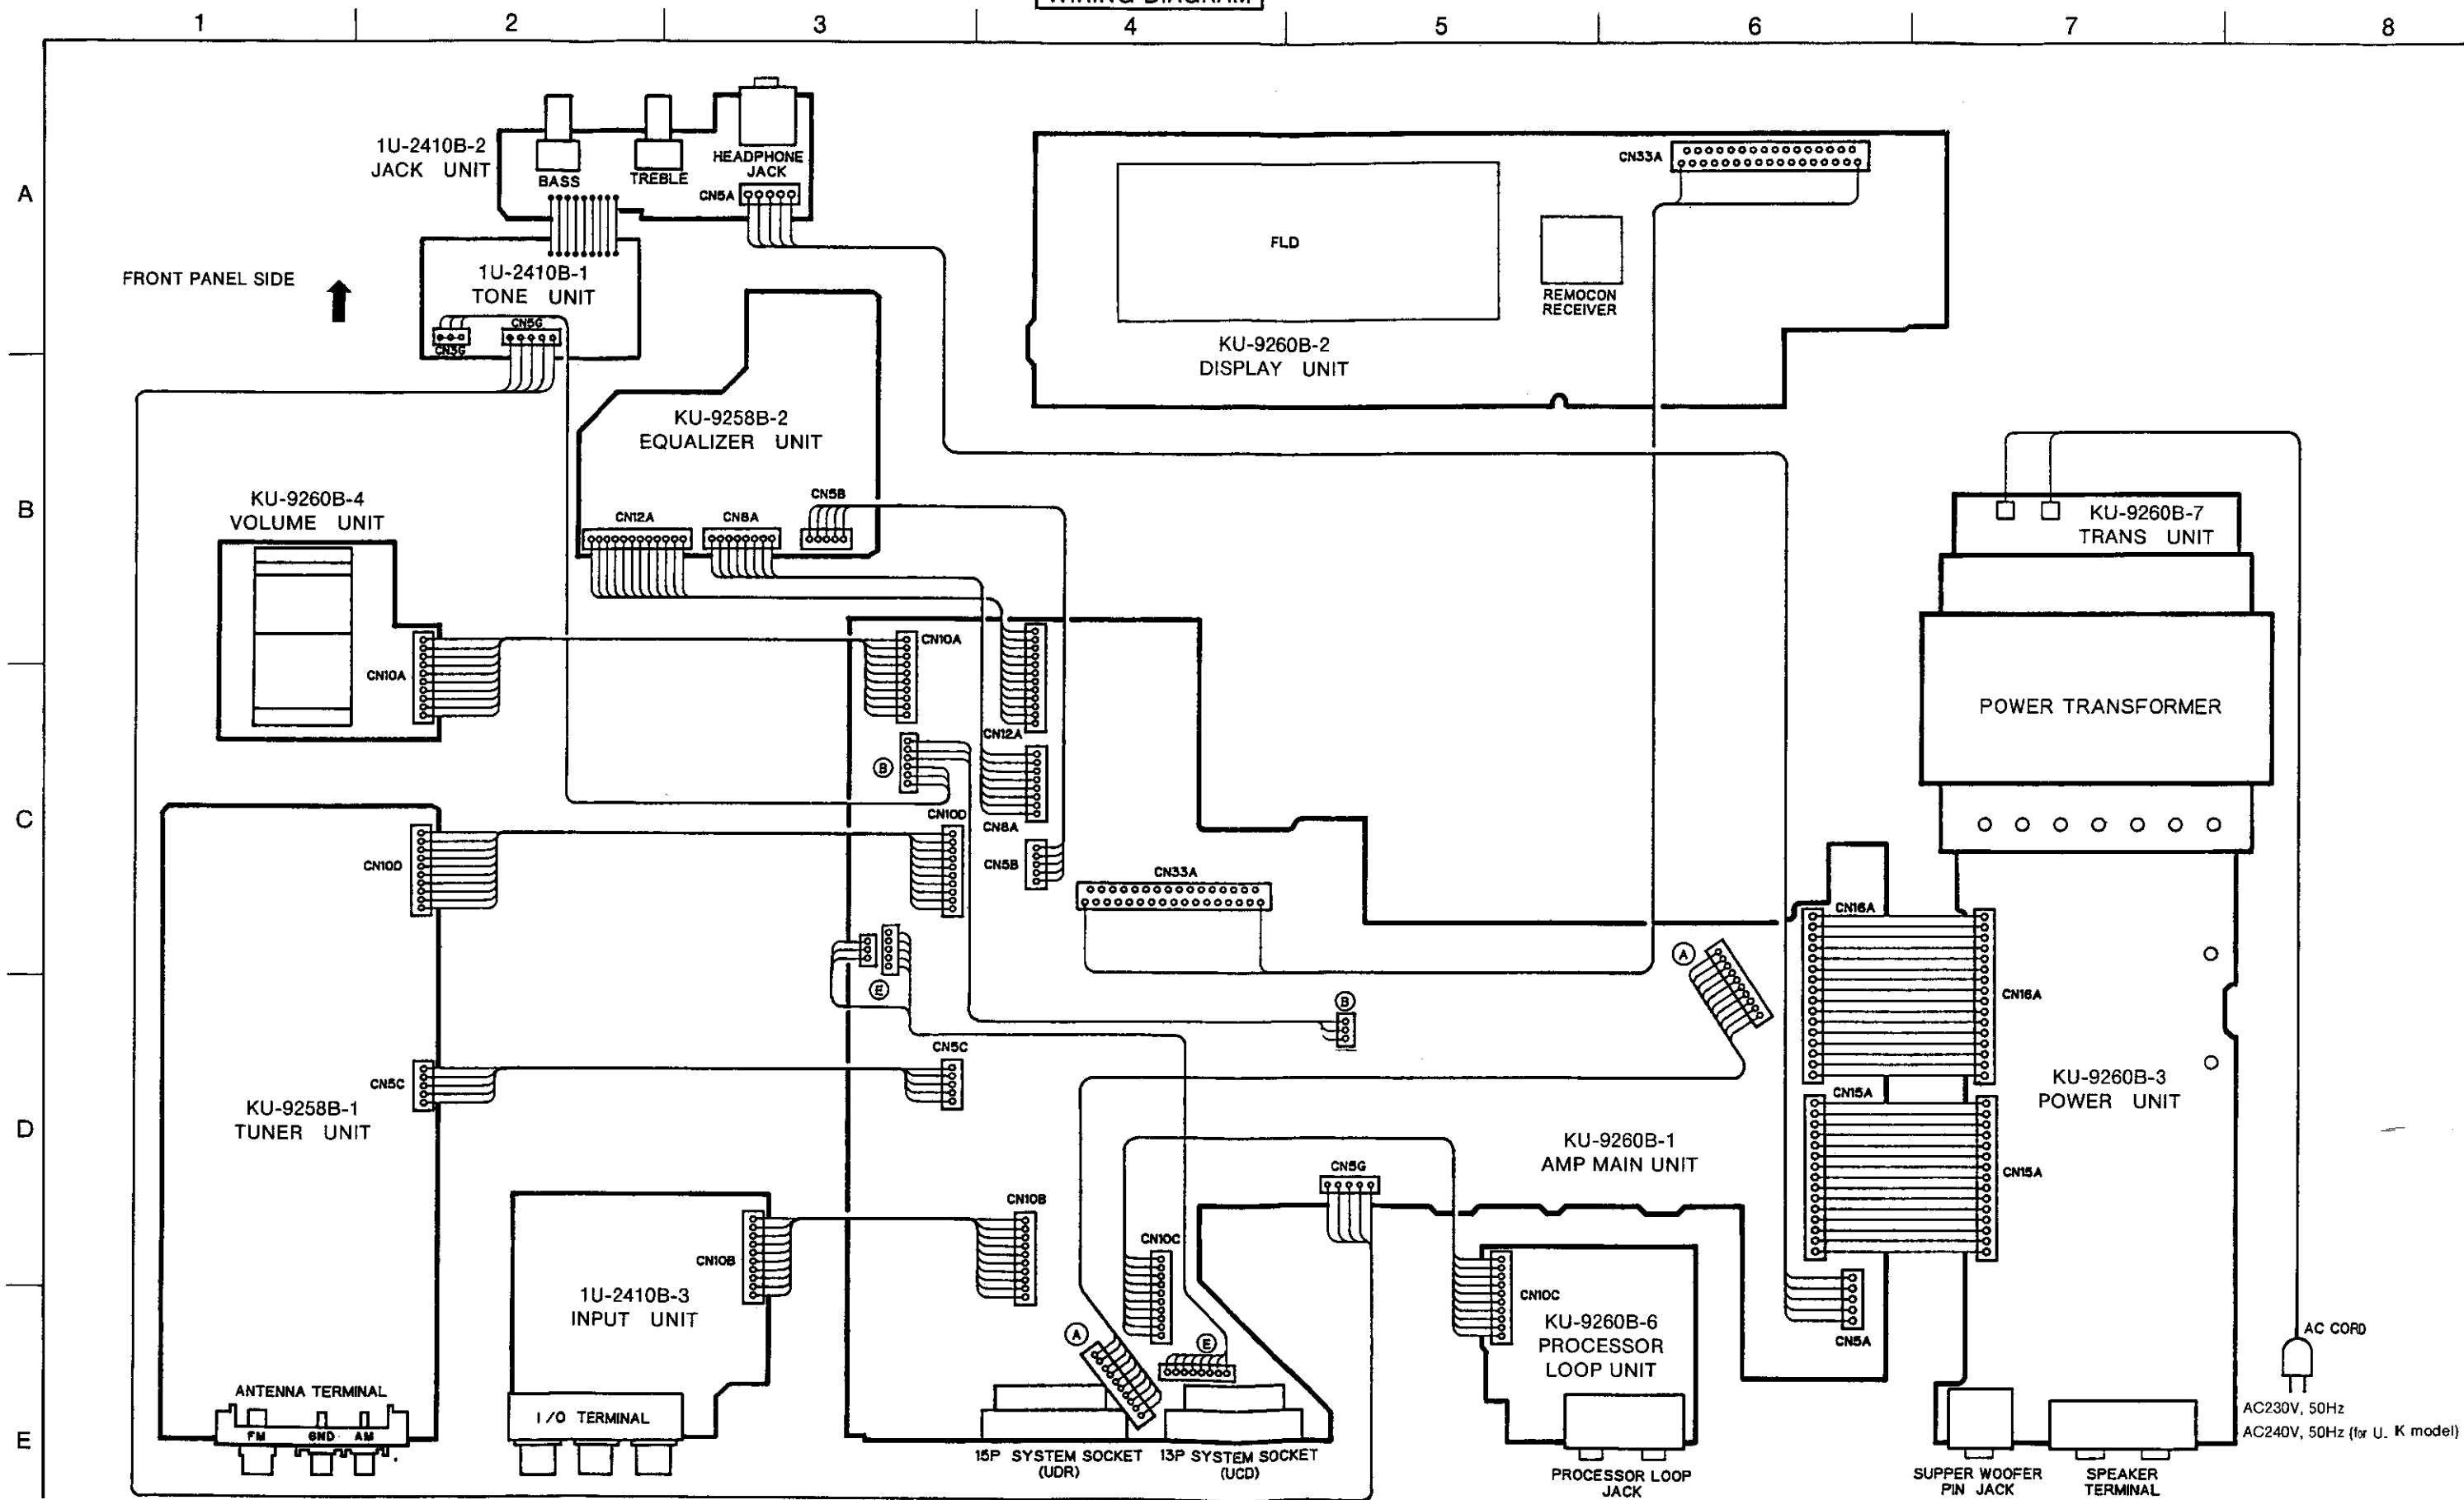 WIRING DIAGRAM
1 2 3 4 5 6 7 8
A
B
C
D
E
1U-2410B-2
JACK UNIT
BASS
TREBLE
HEADPHONE
JACK
CN5A
CN33A
FLD
REMOCON
RECEIVER
KU-9260B-2
DISPLAY UNIT
FRONT PANEL SIDE
1U-2410B-1
TONE UNIT
CN3G
CN5G
KU-9258B-2
EQUALIZER UNIT
CN12A
CN8A
CN5B
KU-9260B-4
VOLUME UNIT
CN10A
CN10A
CN12A
B
CN10D
CN8A
CN5B
CN33A
KU-9260B-7
TRANS UNIT
POWER TRANSFORMER
CN10D
E
B
A
CN16A
CN16A
CN5C
CN5C
KU-9258B-1
TUNER UNIT
CN15A
CN15A
KU-9260B-3
POWER UNIT
KU-9260B-1
AMP MAIN UNIT
CN5G
CN10B
CN10B
CN10C
CN10C
1U-2410B-3
INPUT UNIT
A
E
KU-9260B-6
PROCESSOR
LOOP UNIT
CN5A
AC CORD
AC230V, 50Hz
AC240V, 50Hz (for U. K model)
ANTENNA TERMINAL
FM GND AM
I/O TERMINAL
15P SYSTEM SOCKET
(UDR)
13P SYSTEM SOCKET
(UCD)
PROCESSOR LOOP
JACK
SUPPER WOOFER
PIN JACK
SPEAKER
TERMINAL